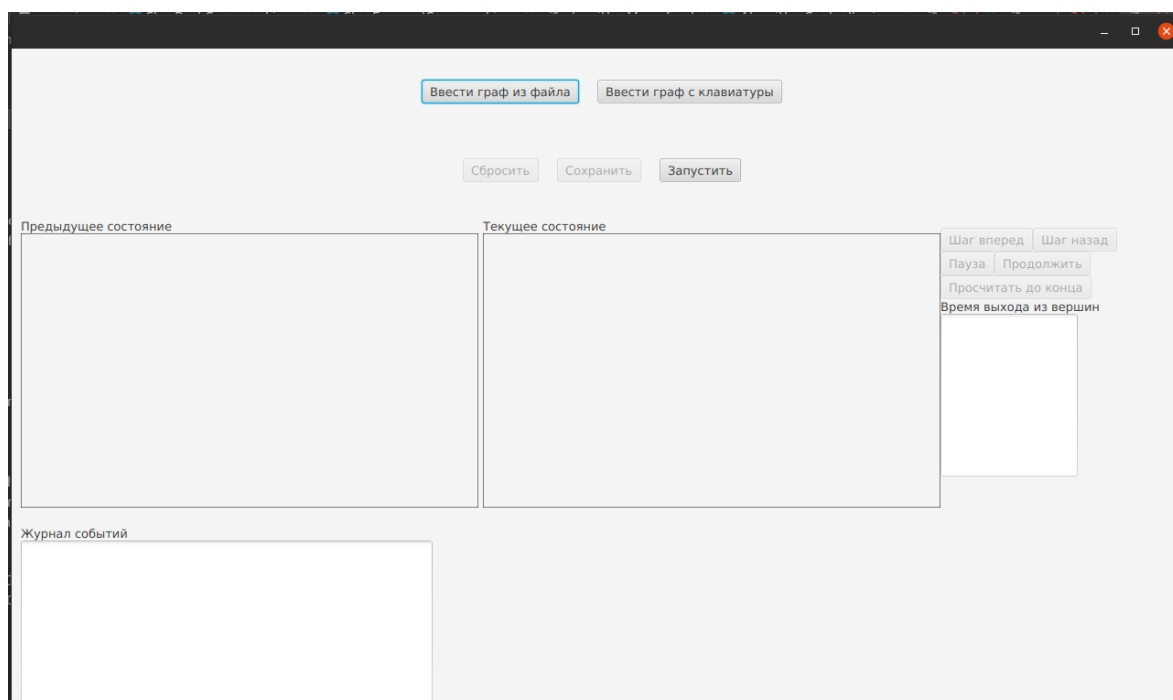 Ввести граф из файла Ввести граф с клавиатуры
Сбросить Сохранить Запустить
Предыдущее состояние Текущее состояние
Шаг вперед Шаг назад
Пауза Продолжить
Просчитать до конца
Время выхода из вершин
Журнал событий